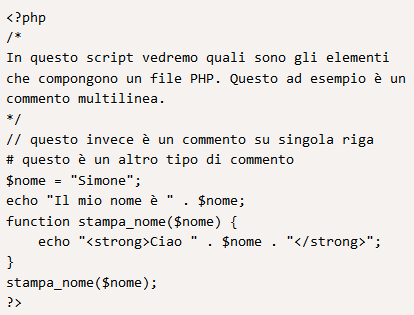 <?php
/*
In questo script vedremo quali sono gli elementi
che compongono un file PHP. Questo ad esempio è un
commento multilinea.
*/
// questo invece è un commento su singola riga
# questo è un altro tipo di commento
$nome = "Simone";
echo "Il mio nome è " . $nome;
function stampa_nome($nome) {
    echo "<strong>Ciao " . $nome . "</strong>";
}
stampa_nome($nome);
?>